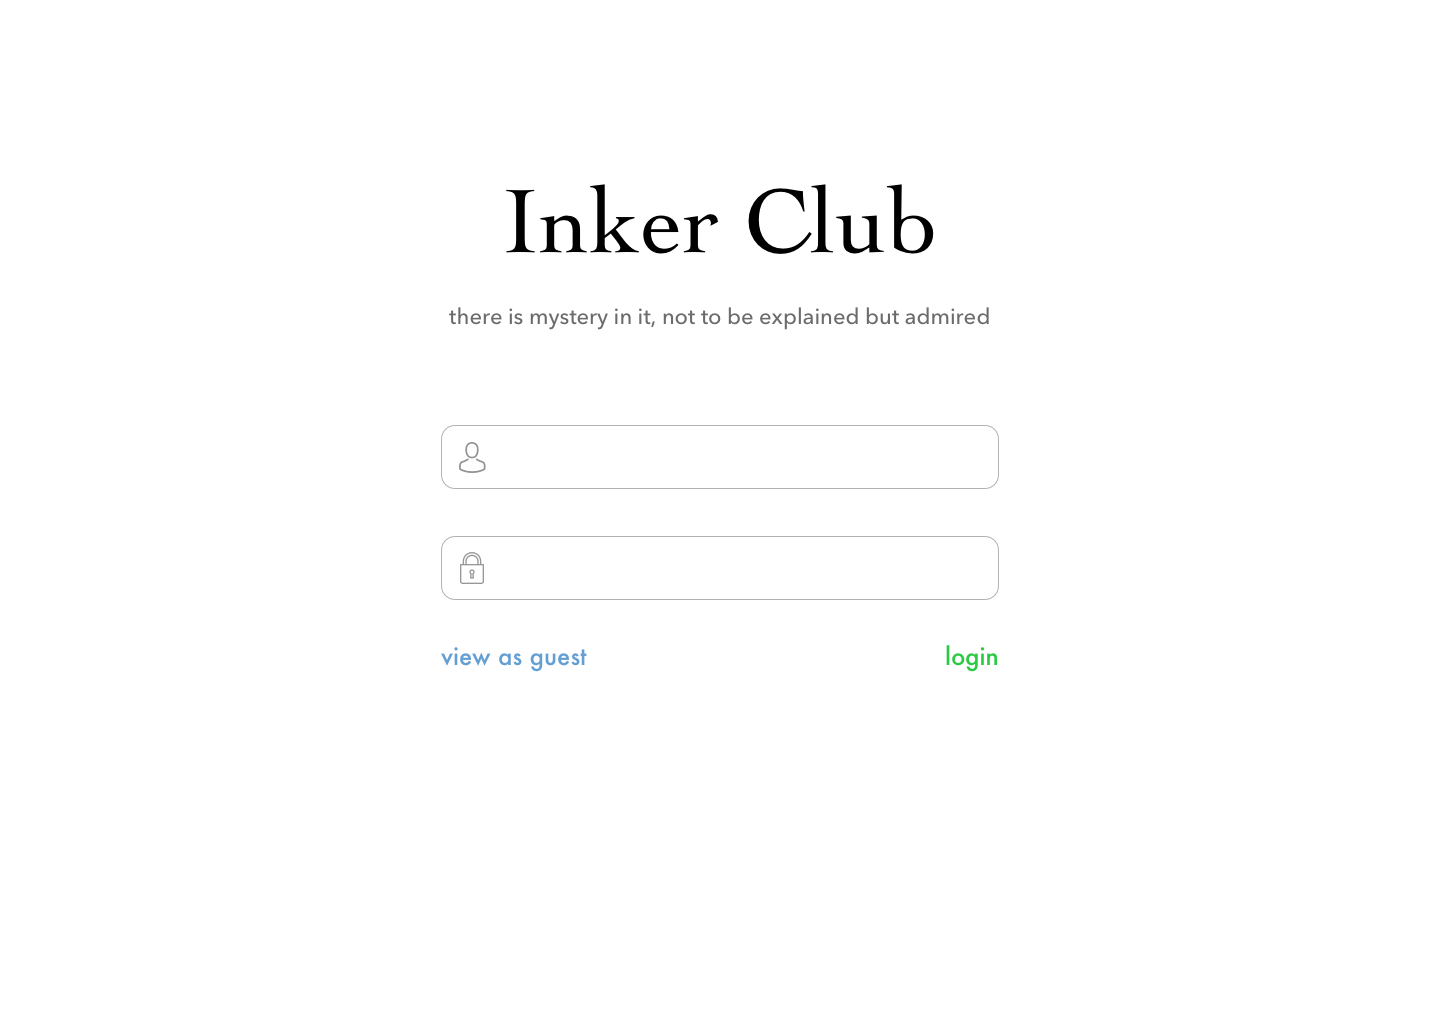 Inker Club
there is mystery in it, not to be explained but admired
view as guest
login